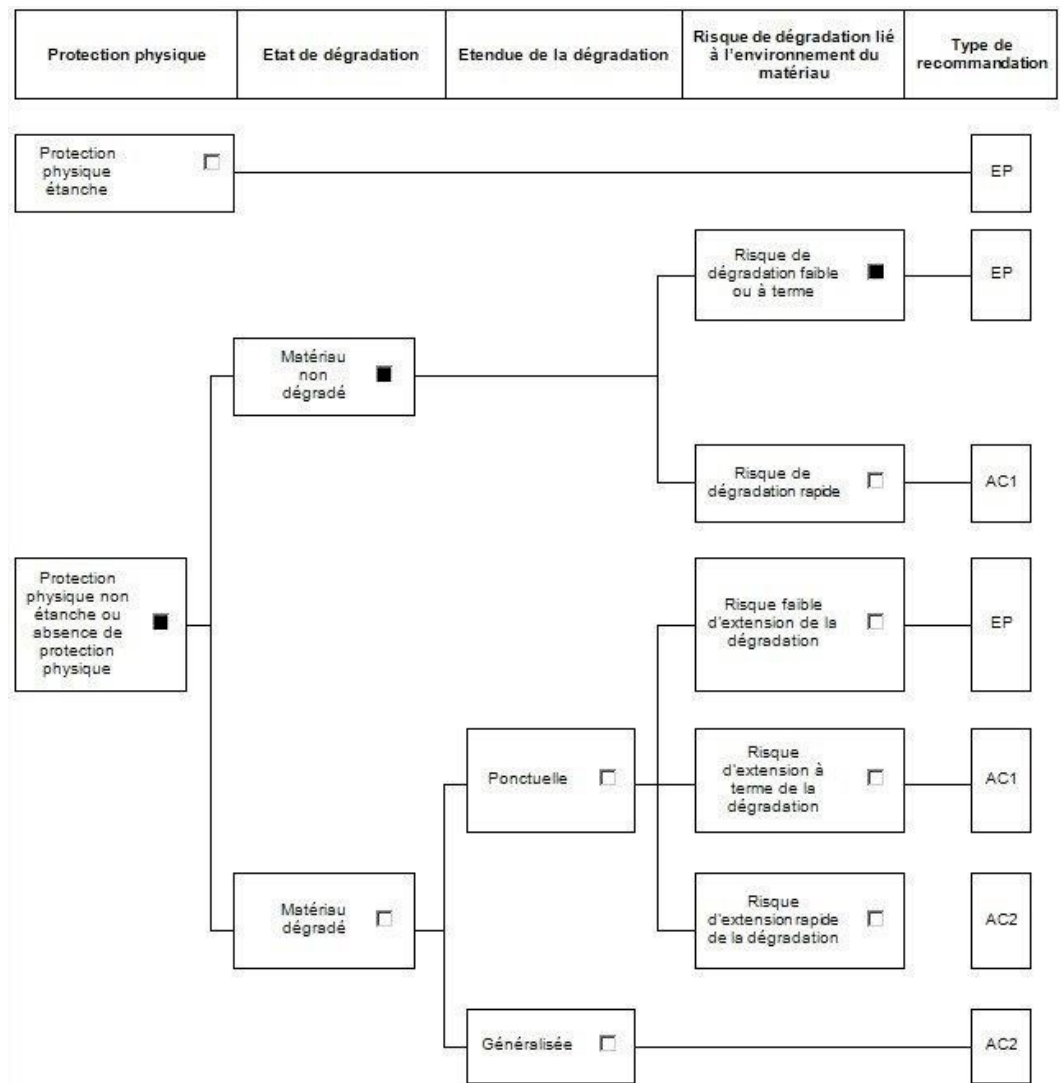 Protection physique
Etat de dégradation
Etendue de la dégradation
Risque de dégradation lié
à l'environnement du
matériau
Type de
recommandation
Protection
physique
étanche
EP
Risque de
dégradation faible
ou à terme
EP
Matériau
non
dégradé
Risque de
dégradation rapide
AC1
Protection
physique non
étanche ou
absence de
protection
physique
Risque faible
d'extension de la
dégradation
EP
Ponctuelle
Risque
d'extension à
terme de la
dégradation
AC1
Matériau
dégradé
Risque
d'extension rapide
de la dégradation
AC2
Généralisée
AC2